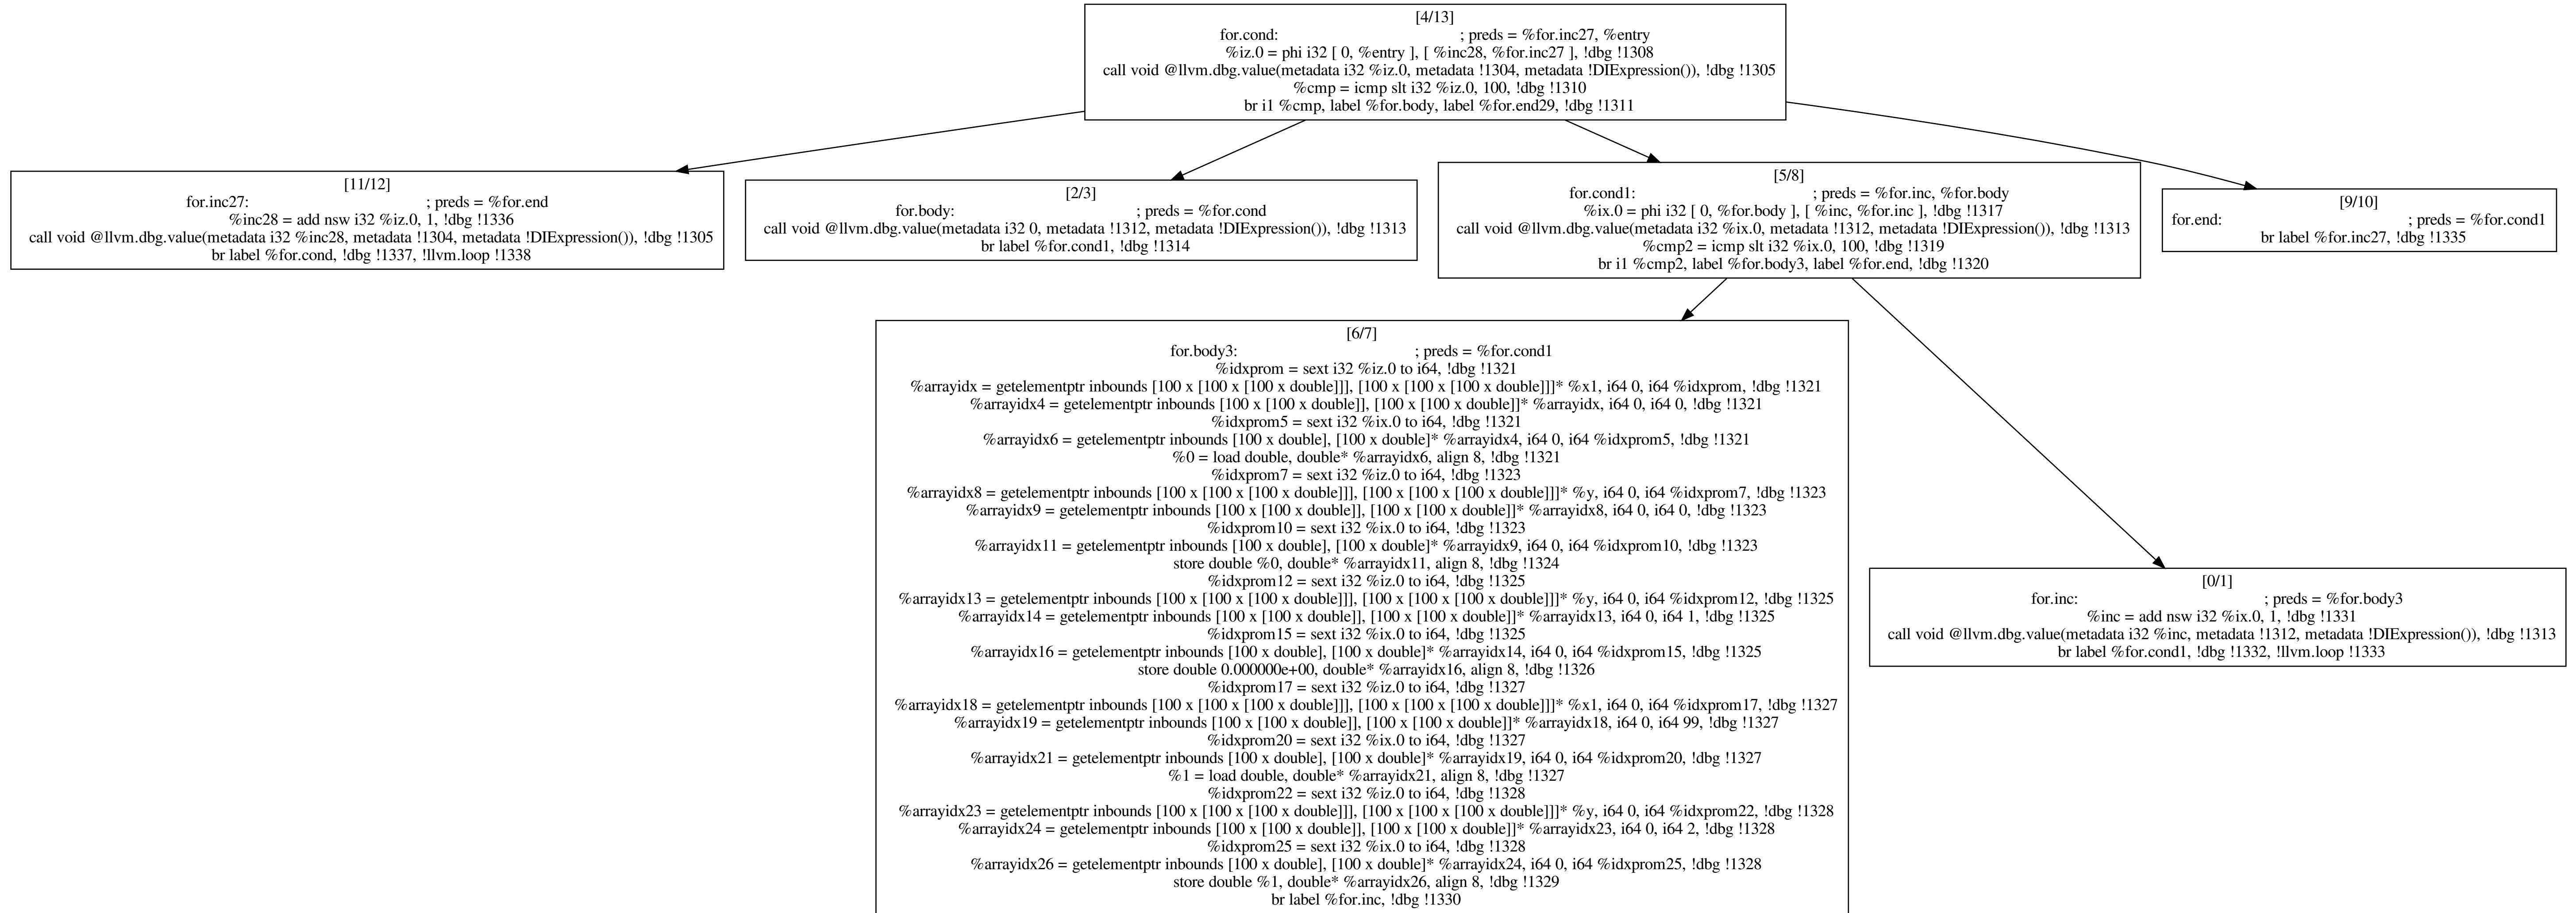 [4/13]
for.cond: ; preds = %for.inc27, %entry
%iz.0 = phi i32 [ 0, %entry ], [ %inc28, %for.inc27 ], !dbg !1308
call void @llvm.dbg.value(metadata i32 %iz.0, metadata !1304, metadata !DIExpression()), !dbg !1305
%cmp = icmp slt i32 %iz.0, 100, !dbg !1310
br i1 %cmp, label %for.body, label %for.end29, !dbg !1311
[11/12]
for.inc27: ; preds = %for.end
%inc28 = add nsw i32 %iz.0, 1, !dbg !1336
call void @llvm.dbg.value(metadata i32 %inc28, metadata !1304, metadata !DIExpression()), !dbg !1305
br label %for.cond, !dbg !1337, !llvm.loop !1338
[2/3]
for.body: ; preds = %for.cond
call void @llvm.dbg.value(metadata i32 0, metadata !1312, metadata !DIExpression()), !dbg !1313
br label %for.cond1, !dbg !1314
[5/8]
for.cond1: ; preds = %for.inc, %for.body
%ix.0 = phi i32 [ 0, %for.body ], [ %inc, %for.inc ], !dbg !1317
call void @llvm.dbg.value(metadata i32 %ix.0, metadata !1312, metadata !DIExpression()), !dbg !1313
%cmp2 = icmp slt i32 %ix.0, 100, !dbg !1319
br i1 %cmp2, label %for.body3, label %for.end, !dbg !1320
[9/10]
for.end: ; preds = %for.cond1
br label %for.inc27, !dbg !1335
[6/7]
for.body3: ; preds = %for.cond1
%idxprom = sext i32 %iz.0 to i64, !dbg !1321
%arrayidx = getelementptr inbounds [100 x [100 x [100 x double]]], [100 x [100 x [100 x double]]]* %x1, i64 0, i64 %idxprom, !dbg !1321
%arrayidx4 = getelementptr inbounds [100 x [100 x double]], [100 x [100 x double]]* %arrayidx, i64 0, i64 0, !dbg !1321
%idxprom5 = sext i32 %ix.0 to i64, !dbg !1321
%arrayidx6 = getelementptr inbounds [100 x double], [100 x double]* %arrayidx4, i64 0, i64 %idxprom5, !dbg !1321
%0 = load double, double* %arrayidx6, align 8, !dbg !1321
%idxprom7 = sext i32 %iz.0 to i64, !dbg !1323
%arrayidx8 = getelementptr inbounds [100 x [100 x [100 x double]]], [100 x [100 x [100 x double]]]* %y, i64 0, i64 %idxprom7, !dbg !1323
%arrayidx9 = getelementptr inbounds [100 x [100 x double]], [100 x [100 x double]]* %arrayidx8, i64 0, i64 0, !dbg !1323
%idxprom10 = sext i32 %ix.0 to i64, !dbg !1323
%arrayidx11 = getelementptr inbounds [100 x double], [100 x double]* %arrayidx9, i64 0, i64 %idxprom10, !dbg !1323
store double %0, double* %arrayidx11, align 8, !dbg !1324
%idxprom12 = sext i32 %iz.0 to i64, !dbg !1325
%arrayidx13 = getelementptr inbounds [100 x [100 x [100 x double]]], [100 x [100 x [100 x double]]]* %y, i64 0, i64 %idxprom12, !dbg !1325
%arrayidx14 = getelementptr inbounds [100 x [100 x double]], [100 x [100 x double]]* %arrayidx13, i64 0, i64 1, !dbg !1325
%idxprom15 = sext i32 %ix.0 to i64, !dbg !1325
%arrayidx16 = getelementptr inbounds [100 x double], [100 x double]* %arrayidx14, i64 0, i64 %idxprom15, !dbg !1325
store double 0.000000e+00, double* %arrayidx16, align 8, !dbg !1326
%idxprom17 = sext i32 %iz.0 to i64, !dbg !1327
%arrayidx18 = getelementptr inbounds [100 x [100 x [100 x double]]], [100 x [100 x [100 x double]]]* %x1, i64 0, i64 %idxprom17, !dbg !1327
%arrayidx19 = getelementptr inbounds [100 x [100 x double]], [100 x [100 x double]]* %arrayidx18, i64 0, i64 99, !dbg !1327
%idxprom20 = sext i32 %ix.0 to i64, !dbg !1327
%arrayidx21 = getelementptr inbounds [100 x double], [100 x double]* %arrayidx19, i64 0, i64 %idxprom20, !dbg !1327
%1 = load double, double* %arrayidx21, align 8, !dbg !1327
%idxprom22 = sext i32 %iz.0 to i64, !dbg !1328
%arrayidx23 = getelementptr inbounds [100 x [100 x [100 x double]]], [100 x [100 x [100 x double]]]* %y, i64 0, i64 %idxprom22, !dbg !1328
%arrayidx24 = getelementptr inbounds [100 x [100 x double]], [100 x [100 x double]]* %arrayidx23, i64 0, i64 2, !dbg !1328
%idxprom25 = sext i32 %ix.0 to i64, !dbg !1328
%arrayidx26 = getelementptr inbounds [100 x double], [100 x double]* %arrayidx24, i64 0, i64 %idxprom25, !dbg !1328
store double %1, double* %arrayidx26, align 8, !dbg !1329
br label %for.inc, !dbg !1330
[0/1]
for.inc: ; preds = %for.body3
%inc = add nsw i32 %ix.0, 1, !dbg !1331
call void @llvm.dbg.value(metadata i32 %inc, metadata !1312, metadata !DIExpression()), !dbg !1313
br label %for.cond1, !dbg !1332, !llvm.loop !1333